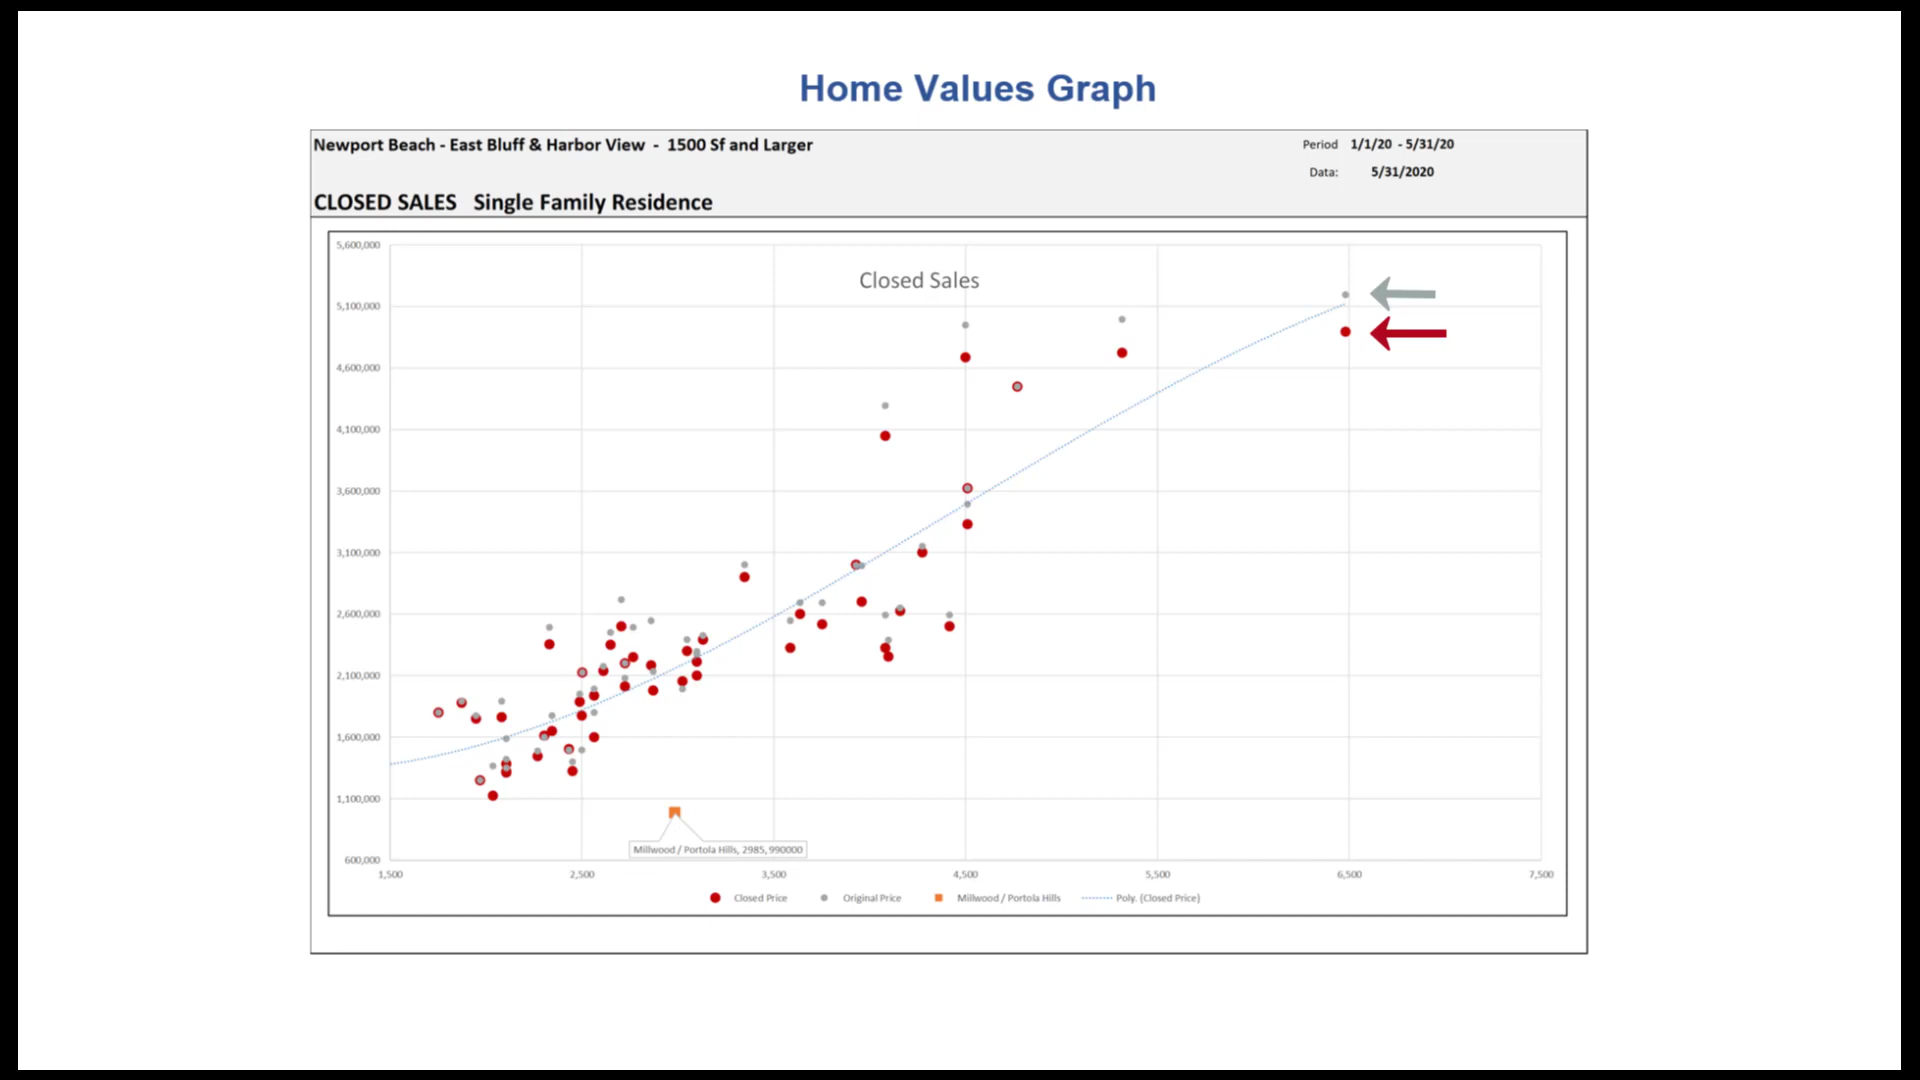 Home Values Graph
Newport Beach - East Bluff & Harbor View - 1500 Sf and Larger
Period 1/1/20 - 5/31/20
Data: 5/31/2020
CLOSED SALES Single Family Residence
Closed Sales
5,600,000
5,100,000
4,600,000
4,100,000
3,600,000
3,100,000
2,600,000
2,100,000
1,600,000
1,100,000
600,000
Millwood / Portola Hills, 2985, 990000
1,500 2,500 3,500 4,500 5,500 6,500 7,500
Closed Price Original Price Millwood / Portola Hills Poly. (Closed Price)